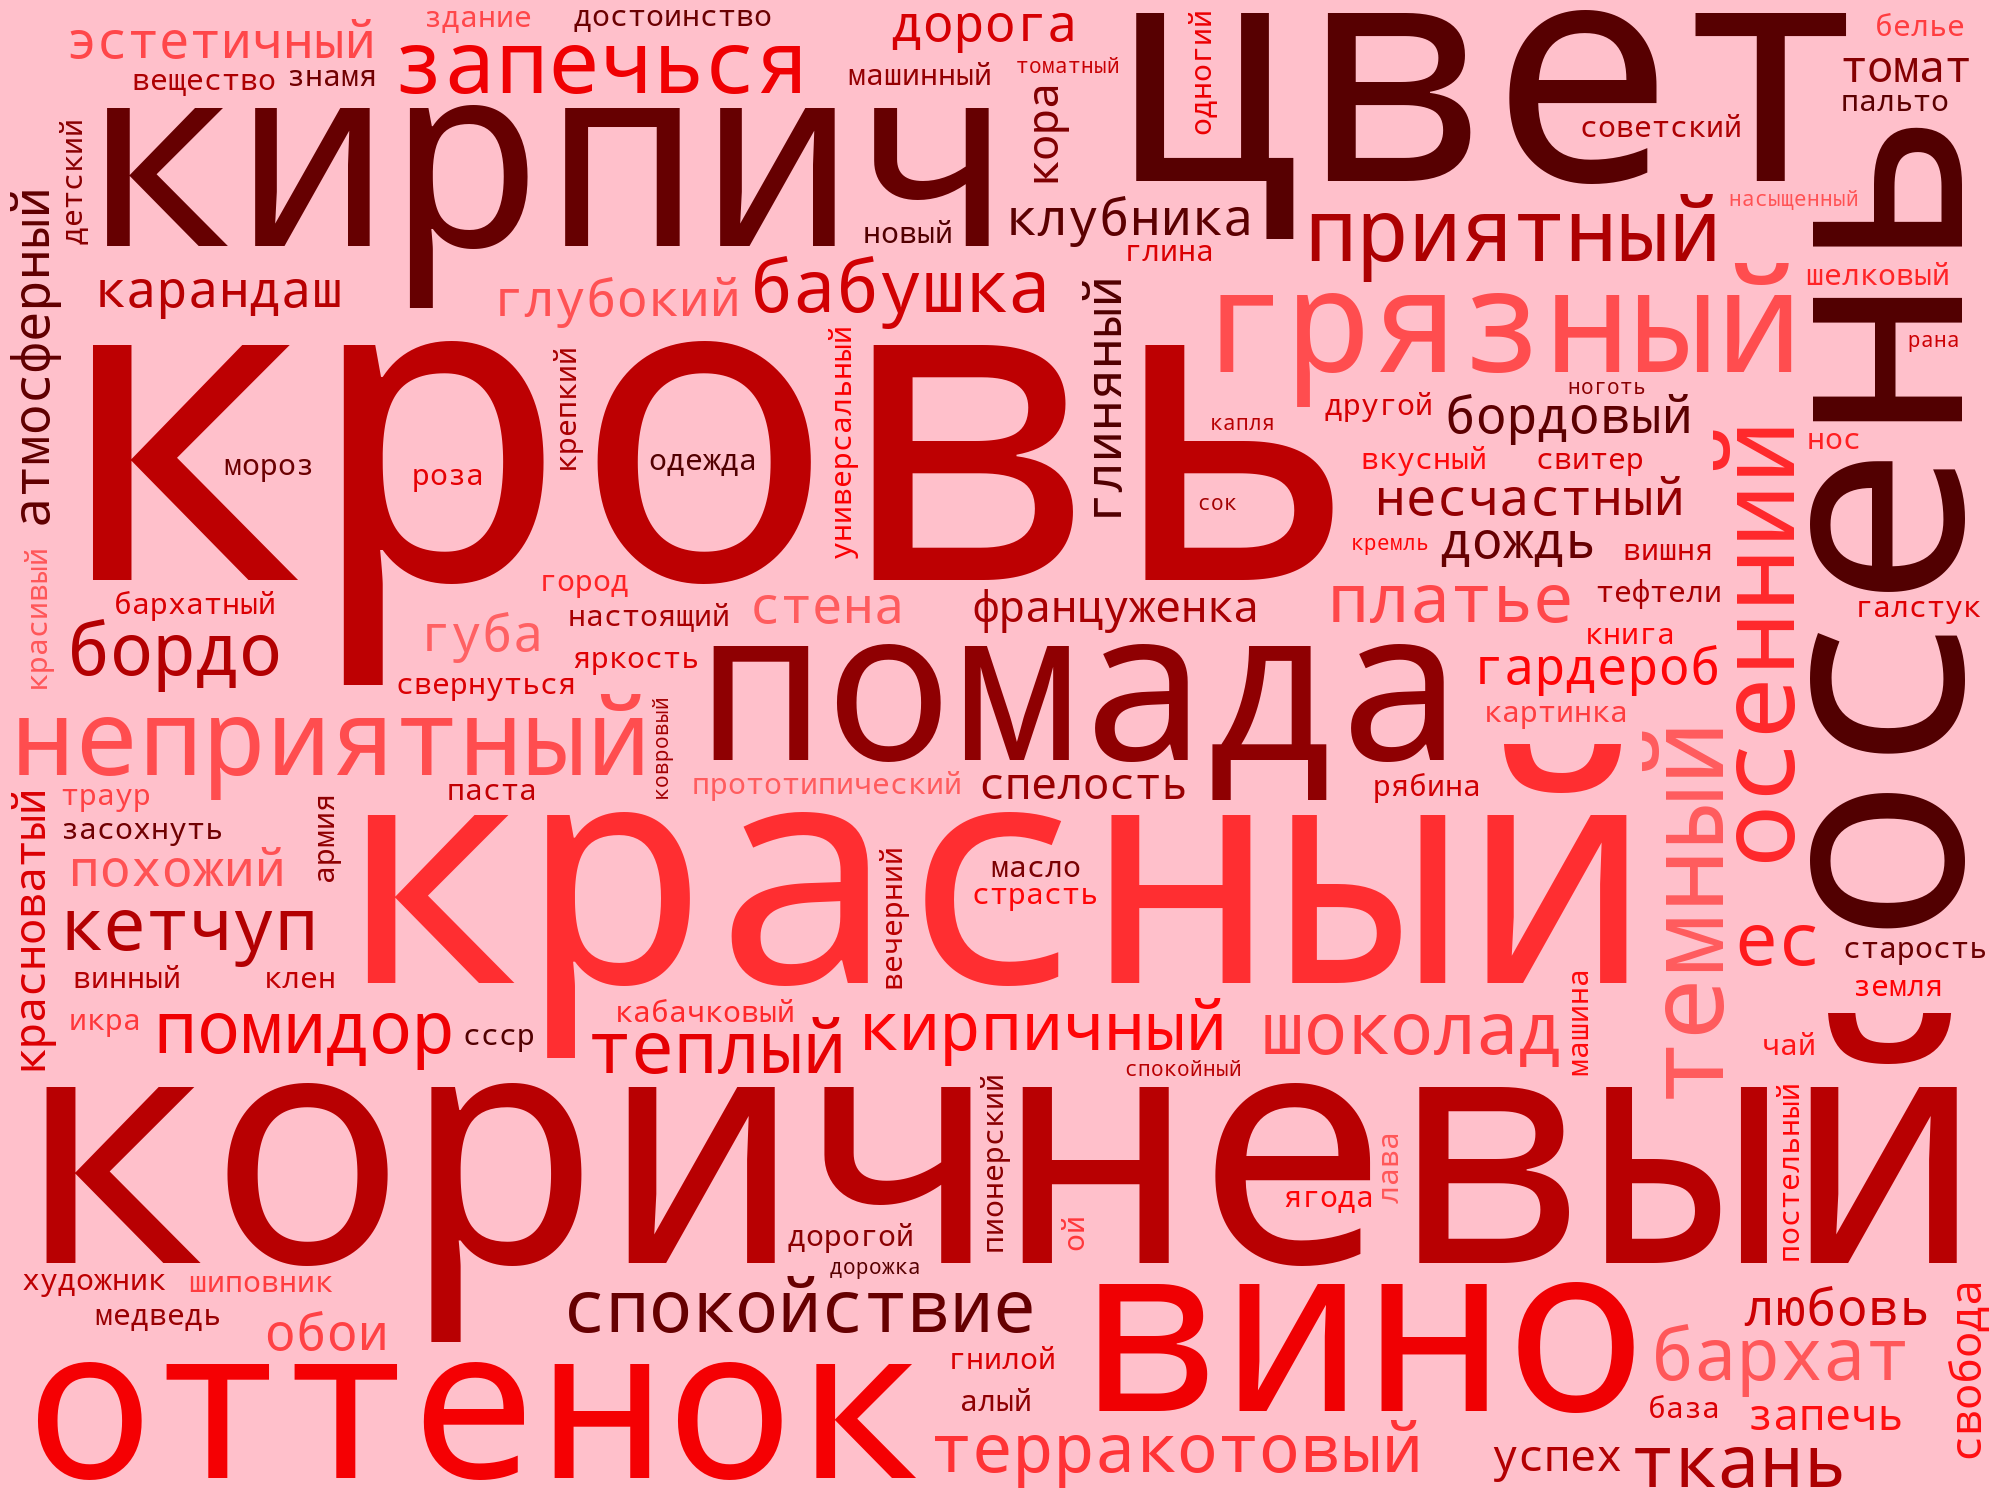 здание
достоинство
дорога
цвет
одногий
белье
эстетичный
запечься
вещество
знамя
машинный
томатный
томат
пальто
советский
кирпич
кора
детский
атмосферный
новый
клубника
глина
приятный
насыщенный
осень
шелковый
карандаш
глубокий
бабушка
глиняный
грязный
рана
кровь
крепкий
универсальный
мороз
роза
одежда
капля
сок
другой
ноготь
бордовый
нос
вкусный
свитер
несчастный
осенний
кремль
дождь
вишня
красивый
бархатный
бордо
город
губа
настоящий
стена
француженка
платье
тефтели
галстук
книга
яркость
свернуться
помада
гардероб
картинка
неприятный
ковровый
паста
прототипический
спелость
рябина
темный
траур
засохнуть
армия
красноватый
похожий
красный
вечерний
масло
страсть
кетчуп
ес
старость
винный
клен
земля
икра
помидор
ссср
кабачковый
теплый
кирпичный
шоколад
машина
спокойный
чай
коричневый
пионерский
ой
ягода
лава
постельный
дорогой
дорожка
художник
шиповник
медведь
обои
спокойствие
вино
любовь
свобода
бархат
оттенок
гнилой
алый
база
запечь
терракотовый
успех
ткань